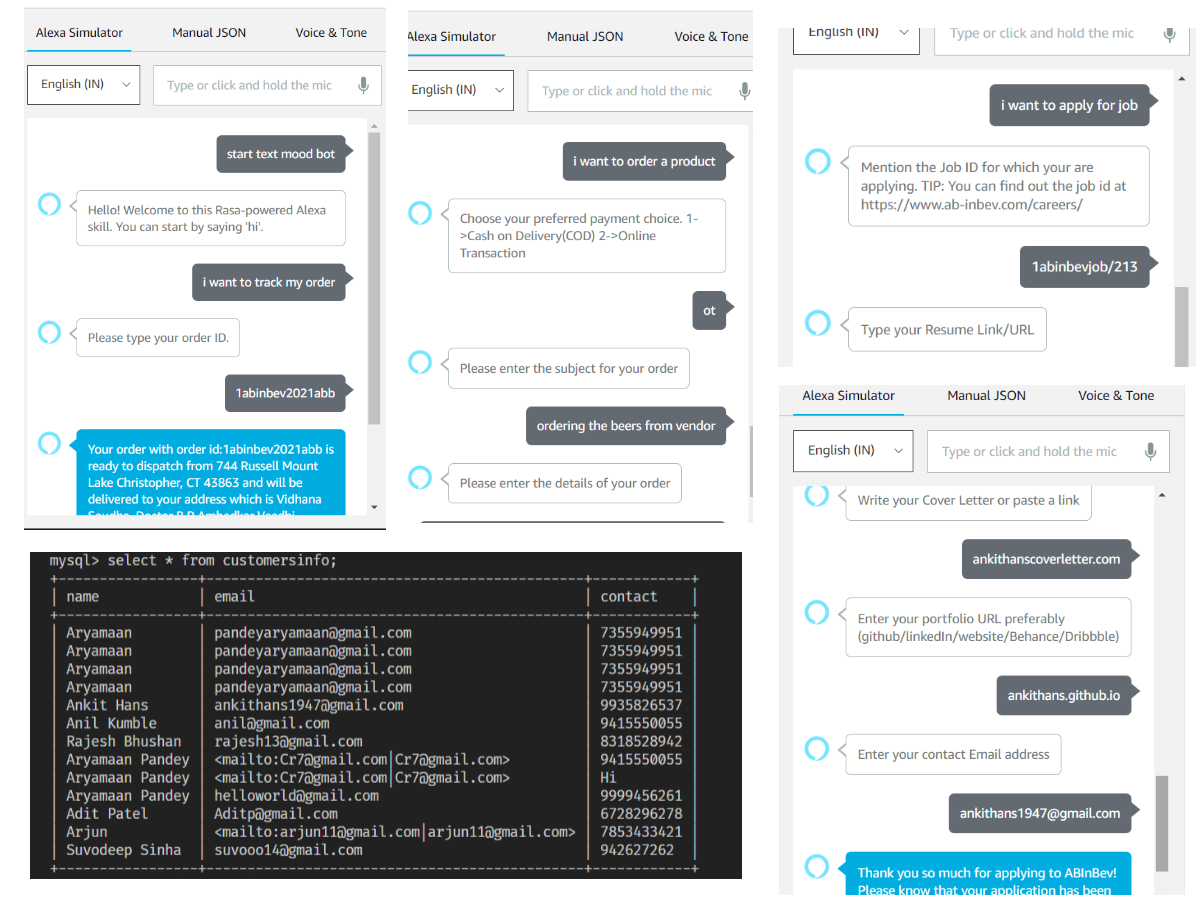 Alexa Simulator Manual JSON Voice & Tone
English (IN) Type or click and hold the mic
start text mood bot
Hello! Welcome to this Rasa-powered Alexa
skill. You can start by saying 'hi'.
i want to track my order
Please type your order ID.
1abinbev2021abb
Your order with order id:1abinbev2021abb is
ready to dispatch from 744 Russell Mount
Lake Christopher, CT 43863 and will be
delivered to your address which is Vidhana
Soudha, Doctor B R Ambedkar Veedhi,
Alexa Simulator Manual JSON Voice & Tone
English (IN) Type or click and hold the mic
i want to order a product
Choose your preferred payment choice. 1-
>Cash on Delivery(COD) 2->Online
Transaction
ot
Please enter the subject for your order
ordering the beers from vendor
Please enter the details of your order
English (IN) Type or click and hold the mic
i want to apply for job
Mention the Job ID for which your are
applying. TIP: You can find out the job id at
https://www.ab-inbev.com/careers/
1abinbevjob/213
Type your Resume Link/URL
Alexa Simulator Manual JSON Voice & Tone
English (IN) Type or click and hold the mic
Write your Cover Letter or paste a link
ankithanscoverletter.com
Enter your portfolio URL preferably
(github/linkedIn/website/Behance/Dribbble)
ankithans.github.io
Enter your contact Email address
ankithans1947@gmail.com
Thank you so much for applying to ABInBev!
Please know that your application has been
mysql> select * from customersinfo;
| name | email | contact |
| Aryamaan | pandeyaryamaan@gmail.com | 7355949951
| Aryamaan | pandeyaryamaan@gmail.com | 7355949951
| Aryamaan | pandeyaryamaan@gmail.com | 7355949951
| Aryamaan | pandeyaryamaan@gmail.com | 7355949951
| Ankit Hans | ankithans1947@gmail.com | 9935826537
| Anil Kumble | anil@gmail.com | 9415550055
| Rajesh Bhushan | rajesh13@gmail.com | 8318528942
| Aryamaan Pandey | <mailto:Cr7@gmail.com|Cr7@gmail.com> | 9415550055
| Aryamaan Pandey | <mailto:Cr7@gmail.com|Cr7@gmail.com> | Hi
| Aryamaan Pandey | helloworld@gmail.com | 9999456261
| Adit Patel | Aditp@gmail.com | 6728296278
| Arjun | <mailto:arjun11@gmail.com|arjun11@gmail.com> | 7853433421
| Suvodeep Sinha | suvooo14@gmail.com | 942627262 |